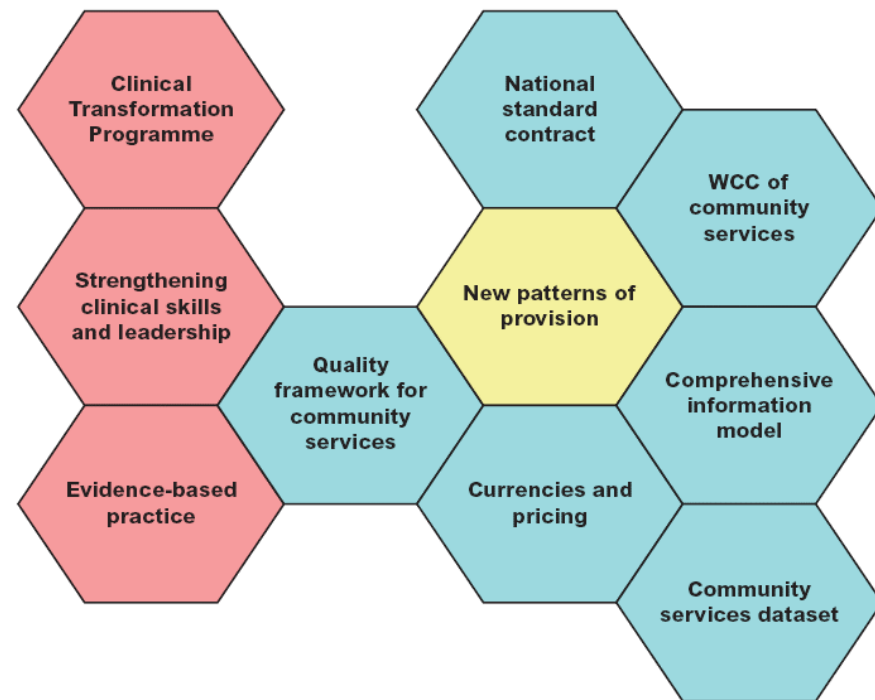 Clinical
Transformation
Programme
Strengthening
clinical skills
and leadership
Evidence-based
practice
Quality
framework for
community
services
National
standard
contract
New patterns of
provision
Currencies and
pricing
WCC of
community
services
Comprehensive
information
model
Community
services dataset